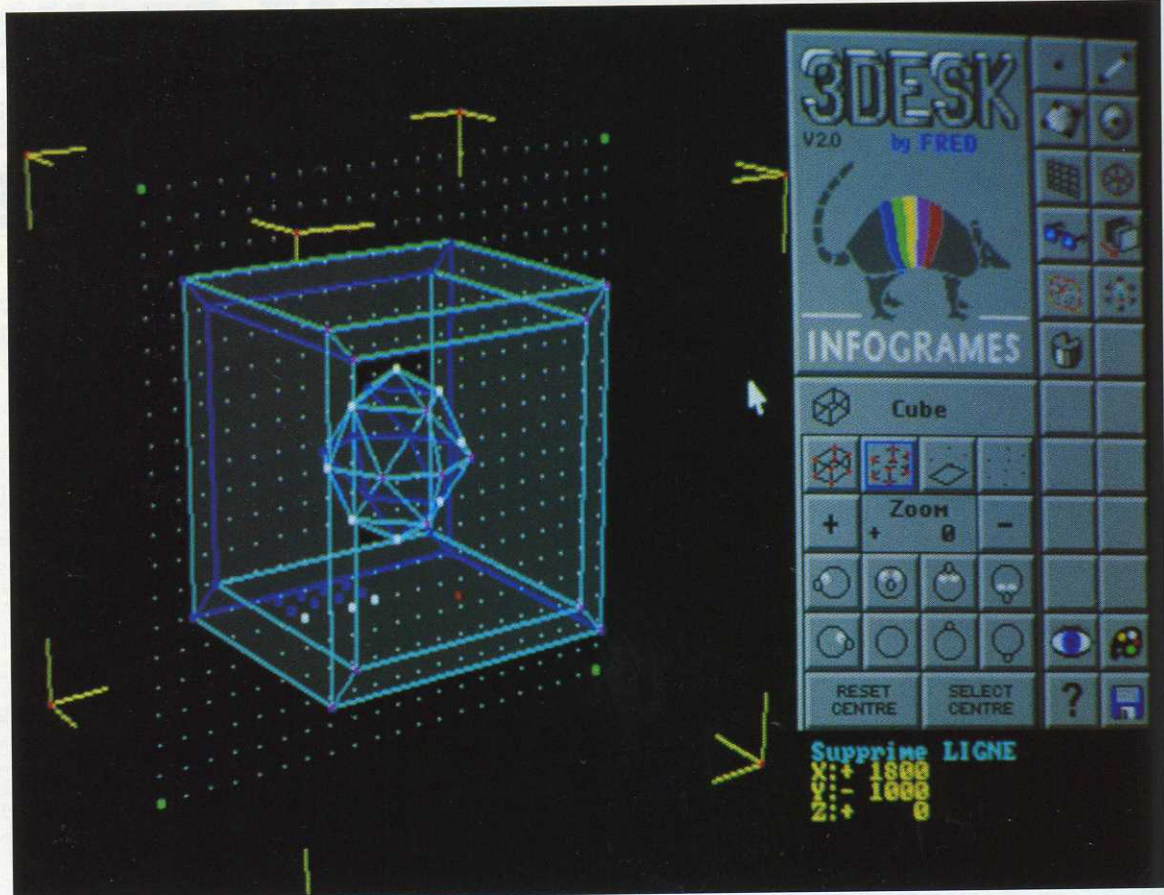 3DESK
V2.0 by FRED
INFOGRAMES
Cube
+ Zoom -
+ 0
RESET CENTRE
SELECT CENTRE
?
Supprime LIGNE
X:+ 1800
Y:- 1000
Z:+ 0